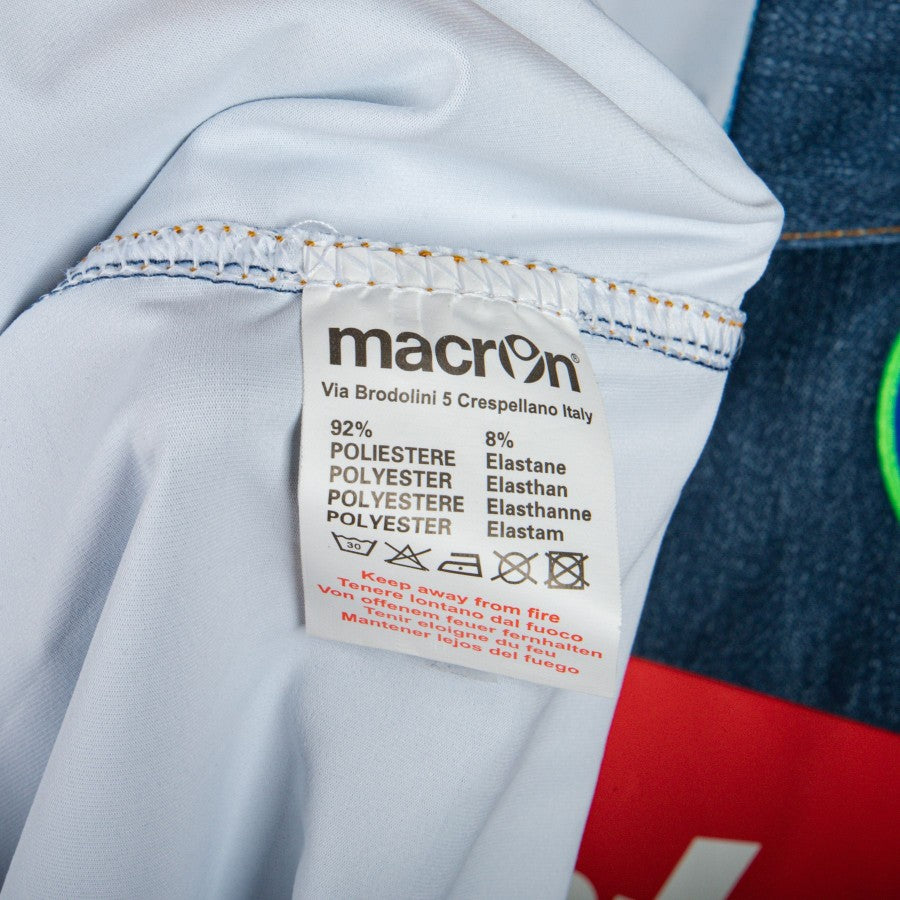 macron®
Via Brodolini 5 Crespellano Italy
92%
POLIESTERE
POLYESTER
POLYESTERE
POLYESTER
8%
Elastane
Elasthan
Elasthanne
Elastam
30
Keep away from fire
Tenere lontano dal fuoco
Von offenem feuer fernhalten
Tenir eloigne du feu
Mantener lejos del fuego